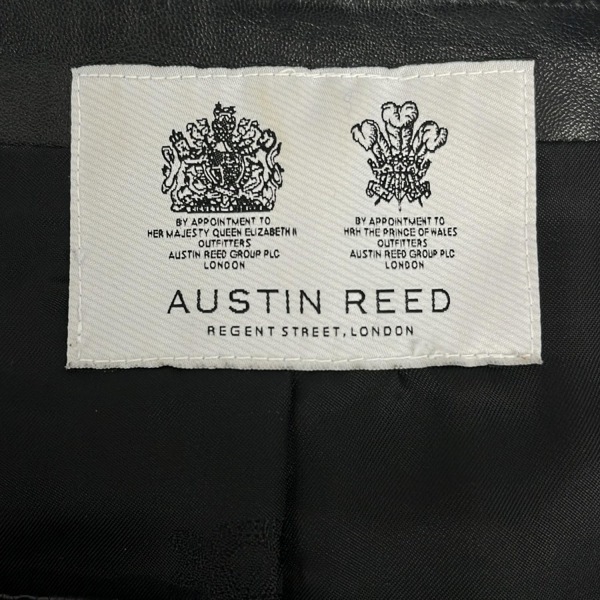 BY APPOINTMENT TO
HER MAJESTY QUEEN ELIZABETH II
OUTFITTERS
AUSTIN REED GROUP PLC
LONDON
BY APPOINTMENT TO
HRH THE PRINCE OF WALES
OUTFITTERS
AUSTIN REED GROUP PLC
LONDON
AUSTIN REED
REGENT STREET, LONDON